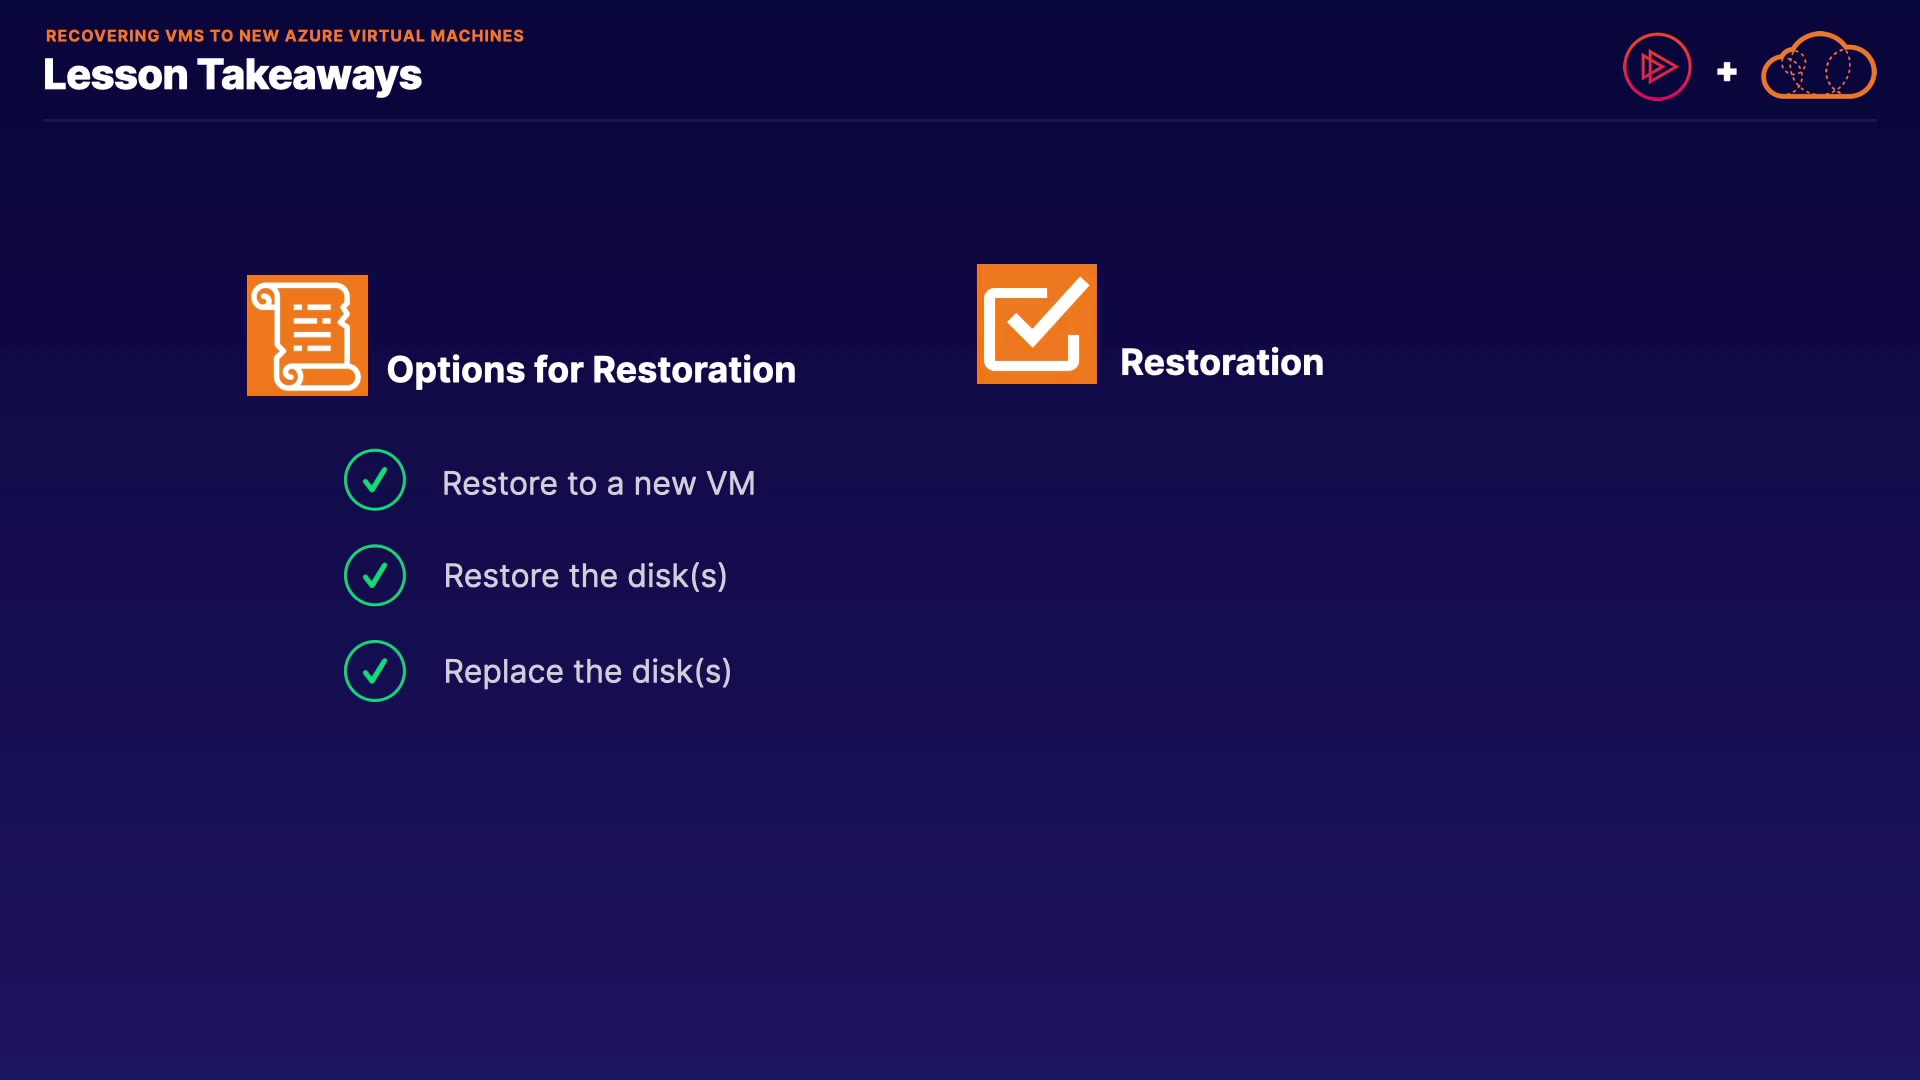 RECOVERING VMS TO NEW AZURE VIRTUAL MACHINES
Lesson Takeaways
Options for Restoration
Restore to a new VM
Restore the disk(s)
Replace the disk(s)
Restoration